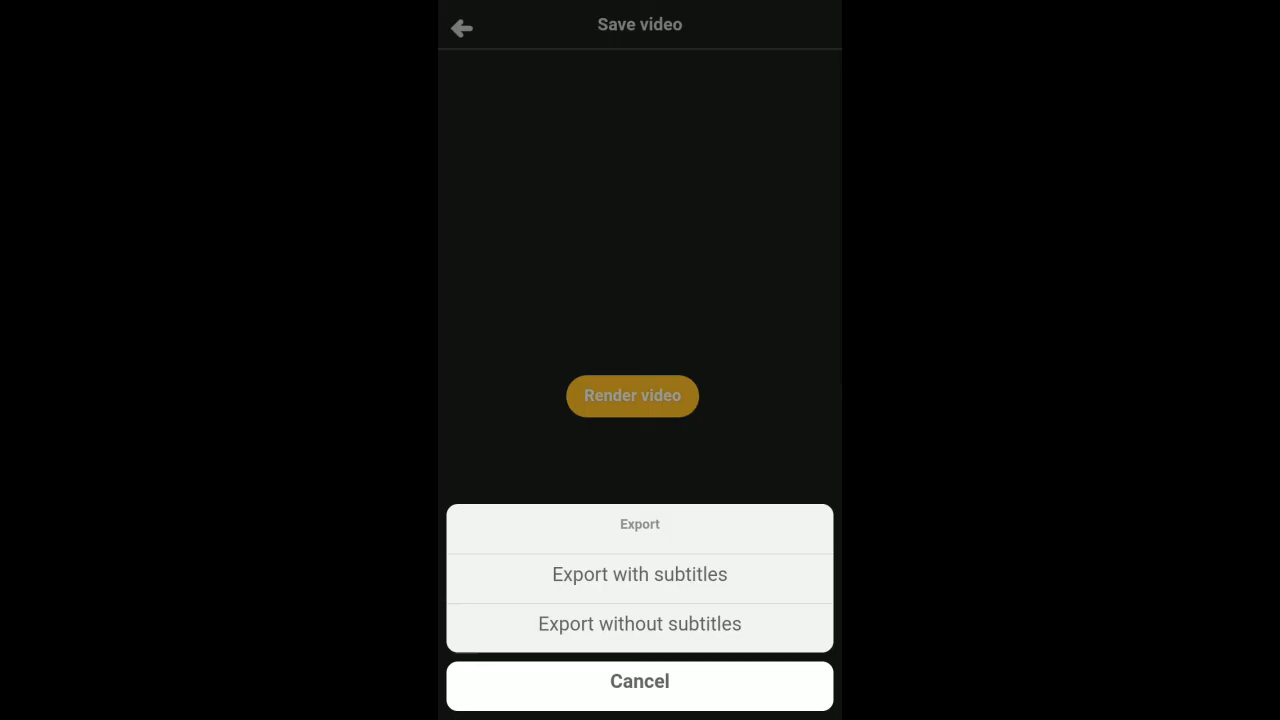 Save video
Render video
Export
Export with subtitles
Export without subtitles
Cancel